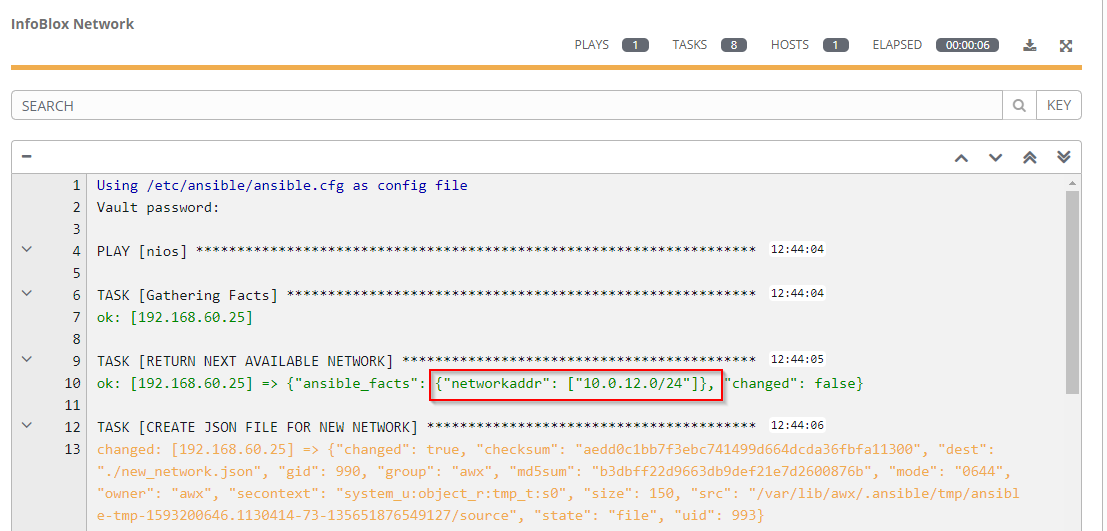 InfoBlox Network
PLAYS 1 TASKS 8 HOSTS 1 ELAPSED 00:00:06
SEARCH KEY
1 Using /etc/ansible/ansible.cfg as config file
2 Vault password:
3
4 PLAY [nios] ********************************************************************* 12:44:04
5
6 TASK [Gathering Facts] ********************************************************** 12:44:04
7 ok: [192.168.60.25]
8
9 TASK [RETURN NEXT AVAILABLE NETWORK] ******************************************** 12:44:05
10 ok: [192.168.60.25] => {"ansible_facts": {"networkaddr": ["10.0.12.0/24"]}, "changed": false}
11
12 TASK [CREATE JSON FILE FOR NEW NETWORK] ***************************************** 12:44:06
13 changed: [192.168.60.25] => {"changed": true, "checksum": "aedd0c1bb7f3ebc741499d664dcda36fbfa11300", "dest":
"./new_network.json", "gid": 990, "group": "awx", "md5sum": "b3dbff22d9663db9def21e7d2600876b", "mode": "0644",
"owner": "awx", "secontext": "system_u:object_r:tmp_t:s0", "size": 150, "src": "/var/lib/awx/.ansible/tmp/ansibl
e-tmp-1593200646.1130414-73-135651876549127/source", "state": "file", "uid": 993}